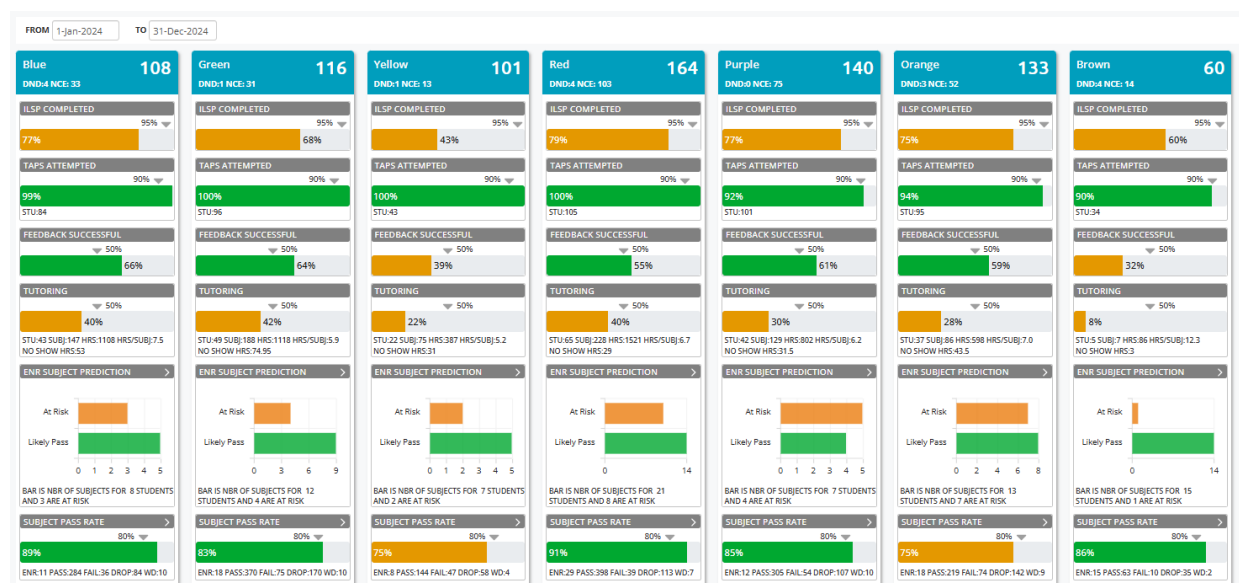 FROM 1-Jan-2024 TO 31-Dec-2024
Blue 108
DND:4 NCE: 33
ILSP COMPLETED
95%
77%
TAPS ATTEMPTED
90%
99%
STU:84
FEEDBACK SUCCESSFUL
50%
66%
TUTORING
50%
40%
STU:43 SUBJ:147 HRS:1108 HRS/SUBJ:7.5
NO SHOW HRS:53
ENR SUBJECT PREDICTION
At Risk
Likely Pass
0 1 2 3 4 5
BAR IS NBR OF SUBJECTS FOR 8 STUDENTS
AND 3 ARE AT RISK
SUBJECT PASS RATE
80%
89%
ENR:11 PASS:284 FAIL:36 DROP:84 WD:10
Green 116
DND:1 NCE: 31
ILSP COMPLETED
95%
68%
TAPS ATTEMPTED
90%
100%
STU:96
FEEDBACK SUCCESSFUL
50%
64%
TUTORING
50%
42%
STU:49 SUBJ:188 HRS:1118 HRS/SUBJ:5.9
NO SHOW HRS:74.95
ENR SUBJECT PREDICTION
At Risk
Likely Pass
0 3 6 9
BAR IS NBR OF SUBJECTS FOR 12
STUDENTS AND 4 ARE AT RISK
SUBJECT PASS RATE
80%
83%
ENR:18 PASS:370 FAIL:75 DROP:170 WD:10
Yellow 101
DND:1 NCE: 13
ILSP COMPLETED
95%
43%
TAPS ATTEMPTED
90%
100%
STU:43
FEEDBACK SUCCESSFUL
50%
39%
TUTORING
50%
22%
STU:22 SUBJ:75 HRS:387 HRS/SUBJ:5.2
NO SHOW HRS:31
ENR SUBJECT PREDICTION
At Risk
Likely Pass
0 1 2 3 4 5
BAR IS NBR OF SUBJECTS FOR 7 STUDENTS
AND 2 ARE AT RISK
SUBJECT PASS RATE
80%
75%
ENR:8 PASS:144 FAIL:47 DROP:58 WD:4
Red 164
DND:4 NCE: 103
ILSP COMPLETED
95%
79%
TAPS ATTEMPTED
90%
100%
STU:105
FEEDBACK SUCCESSFUL
50%
55%
TUTORING
50%
40%
STU:65 SUBJ:228 HRS:1521 HRS/SUBJ:6.7
NO SHOW HRS:29
ENR SUBJECT PREDICTION
At Risk
Likely Pass
0 14
BAR IS NBR OF SUBJECTS FOR 21
STUDENTS AND 8 ARE AT RISK
SUBJECT PASS RATE
80%
91%
ENR:29 PASS:398 FAIL:39 DROP:113 WD:7
Purple 140
DND:0 NCE: 75
ILSP COMPLETED
95%
77%
TAPS ATTEMPTED
90%
92%
STU:101
FEEDBACK SUCCESSFUL
50%
61%
TUTORING
50%
30%
STU:42 SUBJ:129 HRS:802 HRS/SUBJ:6.2
NO SHOW HRS:31.5
ENR SUBJECT PREDICTION
At Risk
Likely Pass
0 1 2 3 4 5
BAR IS NBR OF SUBJECTS FOR 7 STUDENTS
AND 4 ARE AT RISK
SUBJECT PASS RATE
80%
85%
ENR:12 PASS:305 FAIL:54 DROP:107 WD:10
Orange 133
DND:3 NCE: 52
ILSP COMPLETED
95%
75%
TAPS ATTEMPTED
90%
94%
STU:95
FEEDBACK SUCCESSFUL
50%
59%
TUTORING
50%
28%
STU:37 SUBJ:86 HRS:598 HRS/SUBJ:7.0
NO SHOW HRS:43.5
ENR SUBJECT PREDICTION
At Risk
Likely Pass
0 2 4 6 8
BAR IS NBR OF SUBJECTS FOR 13
STUDENTS AND 7 ARE AT RISK
SUBJECT PASS RATE
80%
75%
ENR:18 PASS:219 FAIL:74 DROP:142 WD:9
Brown 60
DND:4 NCE: 14
ILSP COMPLETED
95%
60%
TAPS ATTEMPTED
90%
90%
STU:34
FEEDBACK SUCCESSFUL
50%
32%
TUTORING
50%
8%
STU:5 SUBJ:7 HRS:86 HRS/SUBJ:12.3
NO SHOW HRS:3
ENR SUBJECT PREDICTION
At Risk
Likely Pass
0 14
BAR IS NBR OF SUBJECTS FOR 15
STUDENTS AND 1 ARE AT RISK
SUBJECT PASS RATE
80%
86%
ENR:15 PASS:63 FAIL:10 DROP:35 WD:2